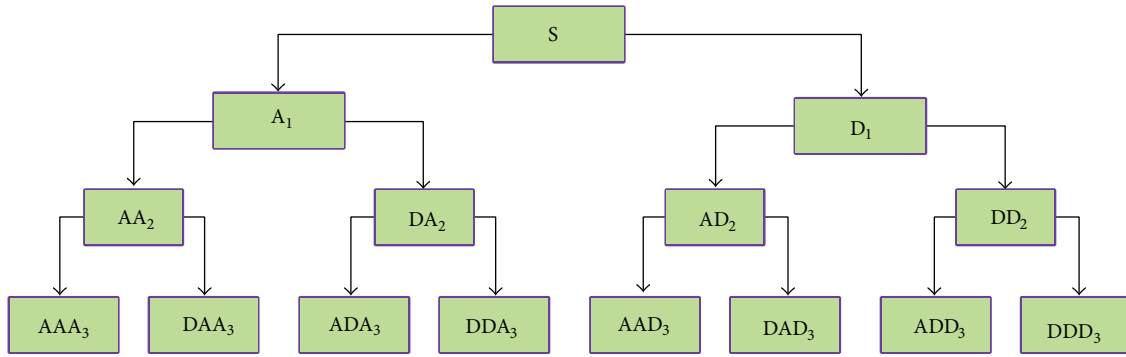 S
A₁
D₁
AA₂
DA₂
AD₂
DD₂
AAA₃
DAA₃
ADA₃
DDA₃
AAD₃
DAD₃
ADD₃
DDD₃